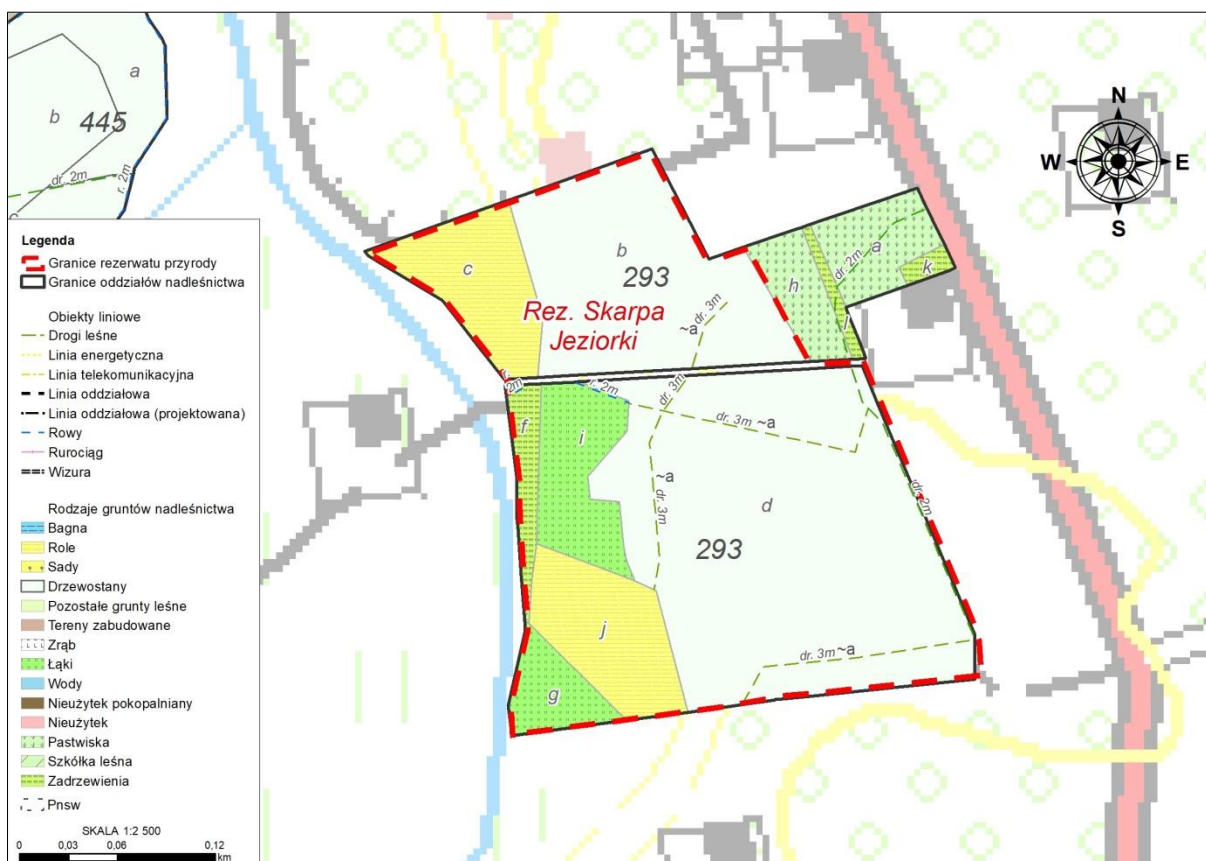 a
b
445
dr. 2m
r. 2m
N
W
E
S
Legenda
Granice rezerwatu przyrody
Granice oddziałów nadleśnictwa
Obiekty liniowe
Drogi leśne
Linia energetyczna
Linia telekomunikacyjna
Linia oddziałowa
Linia oddziałowa (projektowana)
Rowy
Rurociąg
Wizura
Rodzaje gruntów nadleśnictwa
Bagna
Role
Sady
Drzewostany
Pozostałe grunty leśne
Tereny zabudowane
Zrąb
Łąki
Wody
Nieużytek pokopalniany
Nieużytek
Pastwiska
Szkółka leśna
Zadrzewienia
Pnsw
SKALA 1:2 500
0 0,03 0,06 0,12
km
c
b
293
Rez. Skarpa
Jeziorki
~a
dr. 3m
h
dr. 2m
a
k
l
2m
r. 2m
dr. 3m
f
i
dr. 3m ~a
~a
dr. 3m
d
293
dr. 2m
j
g
dr. 3m ~a